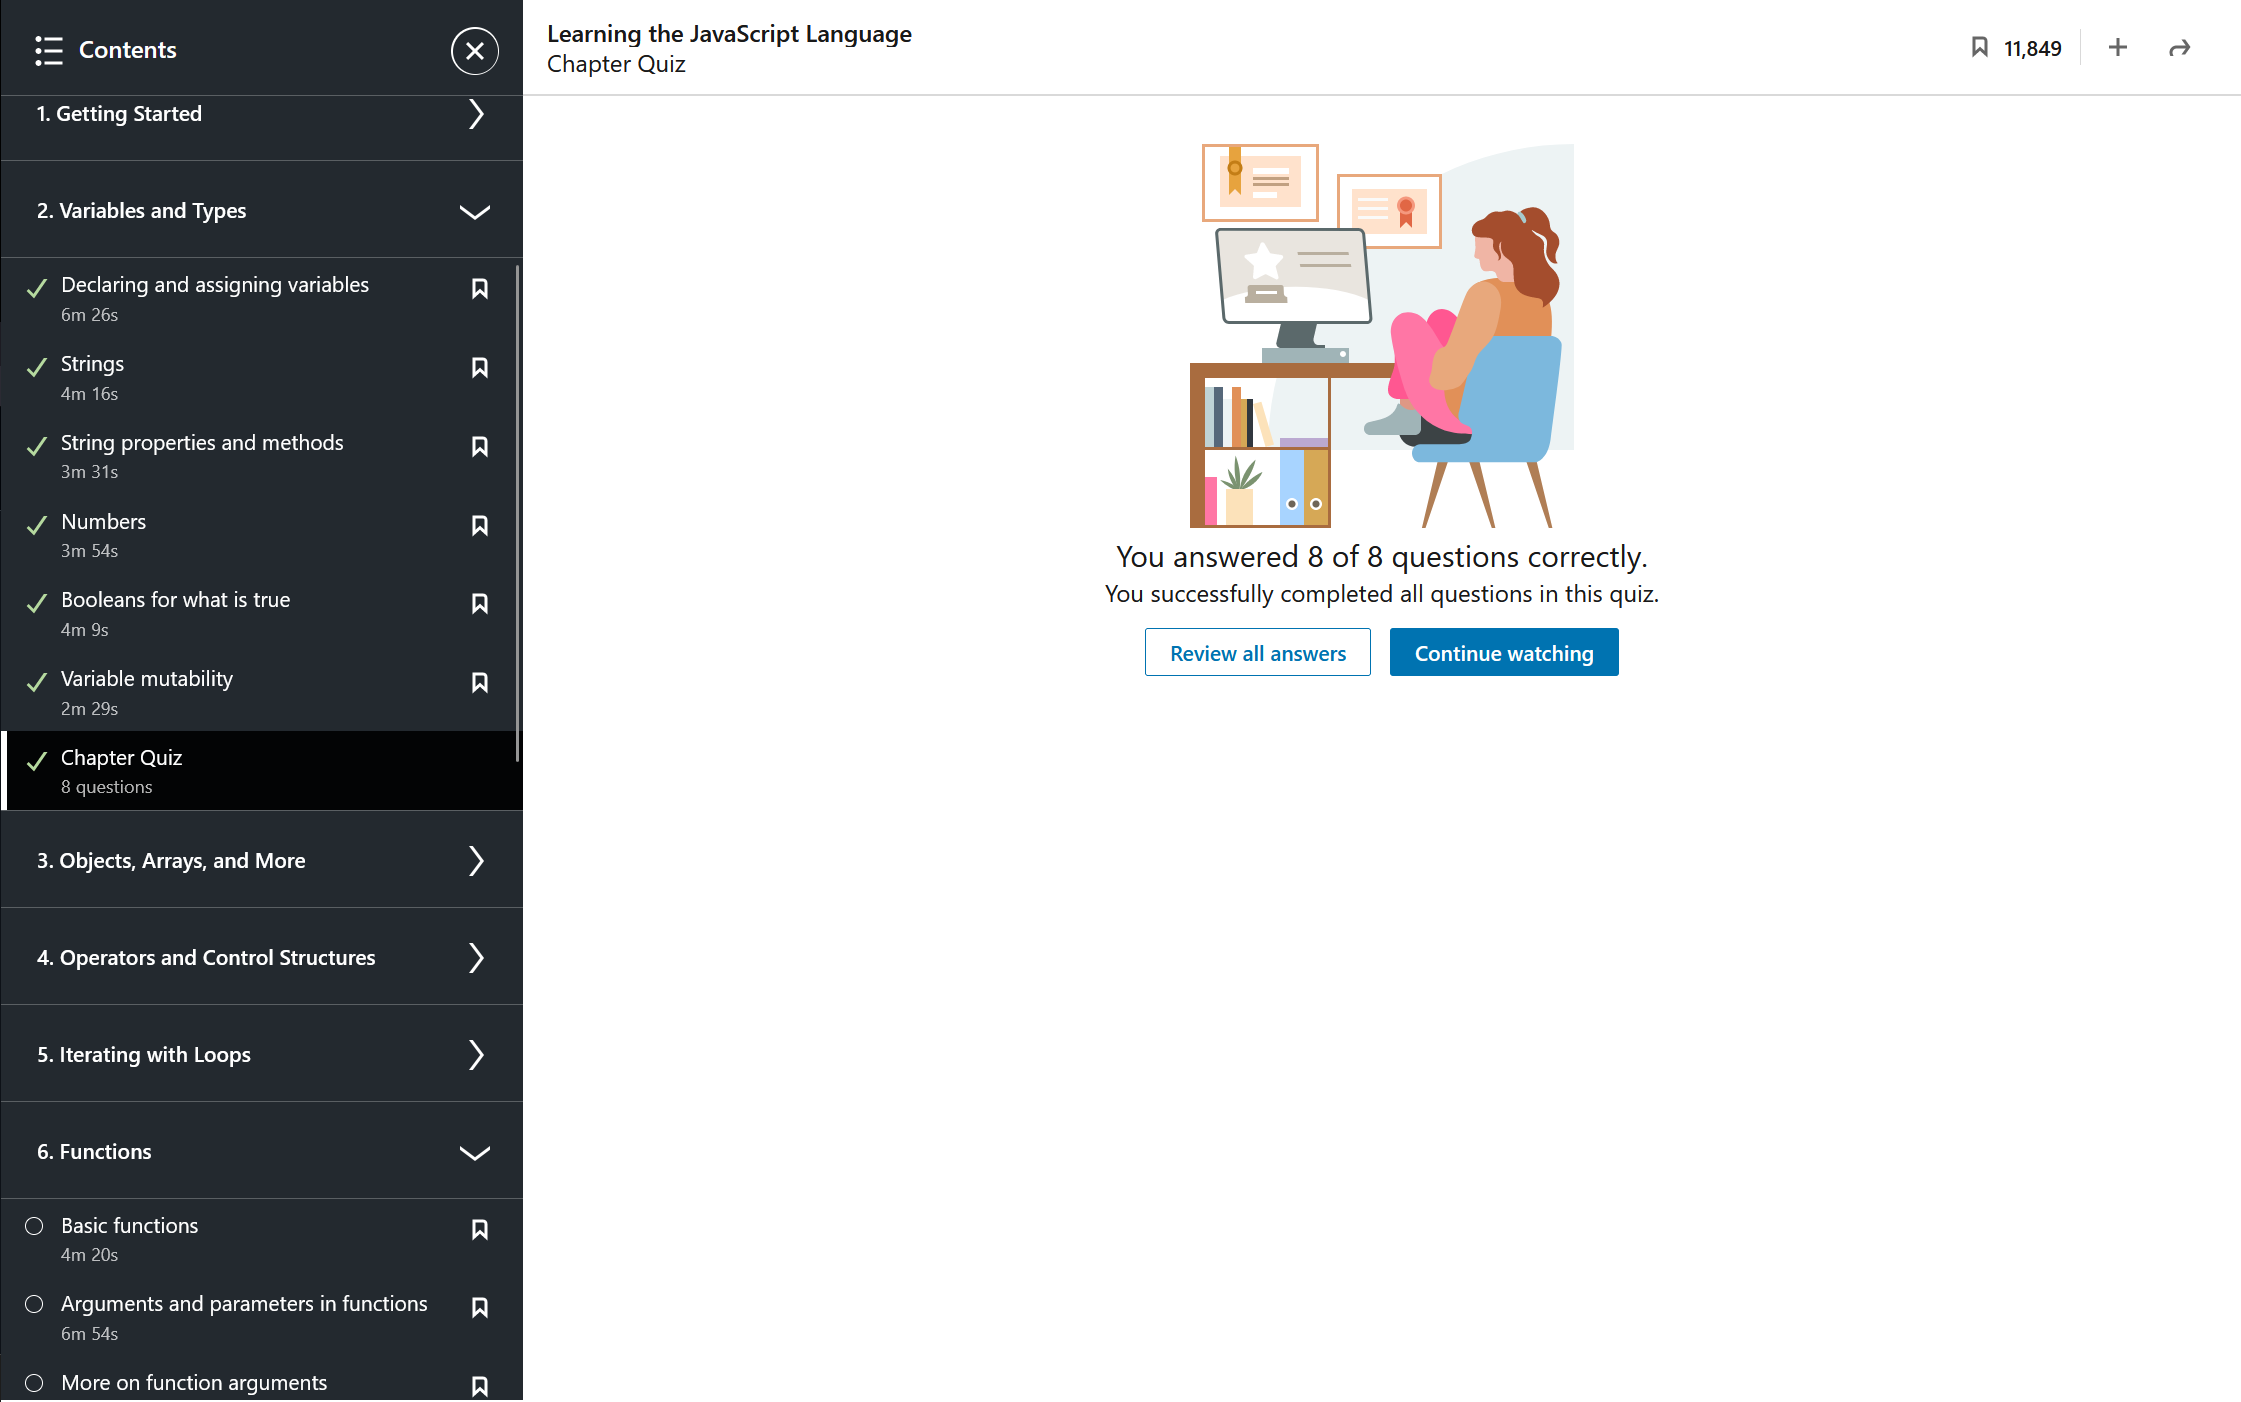 Contents
1. Getting Started
2. Variables and Types
Declaring and assigning variables
6m 26s
Strings
4m 16s
String properties and methods
3m 31s
Numbers
3m 54s
Booleans for what is true
4m 9s
Variable mutability
2m 29s
Chapter Quiz
8 questions
3. Objects, Arrays, and More
4. Operators and Control Structures
5. Iterating with Loops
6. Functions
Basic functions
4m 20s
Arguments and parameters in functions
6m 54s
More on function arguments
Learning the JavaScript Language
Chapter Quiz
11,849
You answered 8 of 8 questions correctly.
You successfully completed all questions in this quiz.
Review all answers
Continue watching